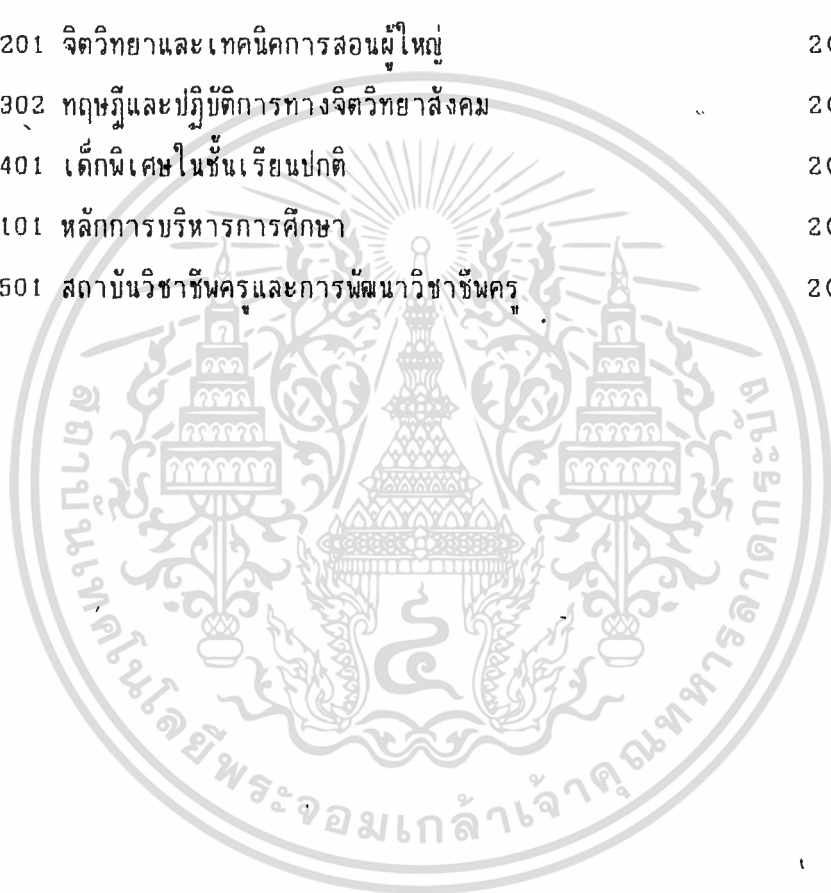 201 จิตวิทยาและเทคนิคการสอนผู้ใหญ่ 20
302 ทฤษฎีและปฏิบัติการทางจิตวิทยาสังคม 20
401 เด็กพิเศษในชั้นเรียนปกติ 20
101 หลักการบริหารการศึกษา 20
501 สถาบันวิชาชีพครูและการพัฒนาวิชาชีพครู 20
สถาบันเทคโนโลยีพระจอมเกล้าเจ้าคุณทหารลาดกระบัง
๔